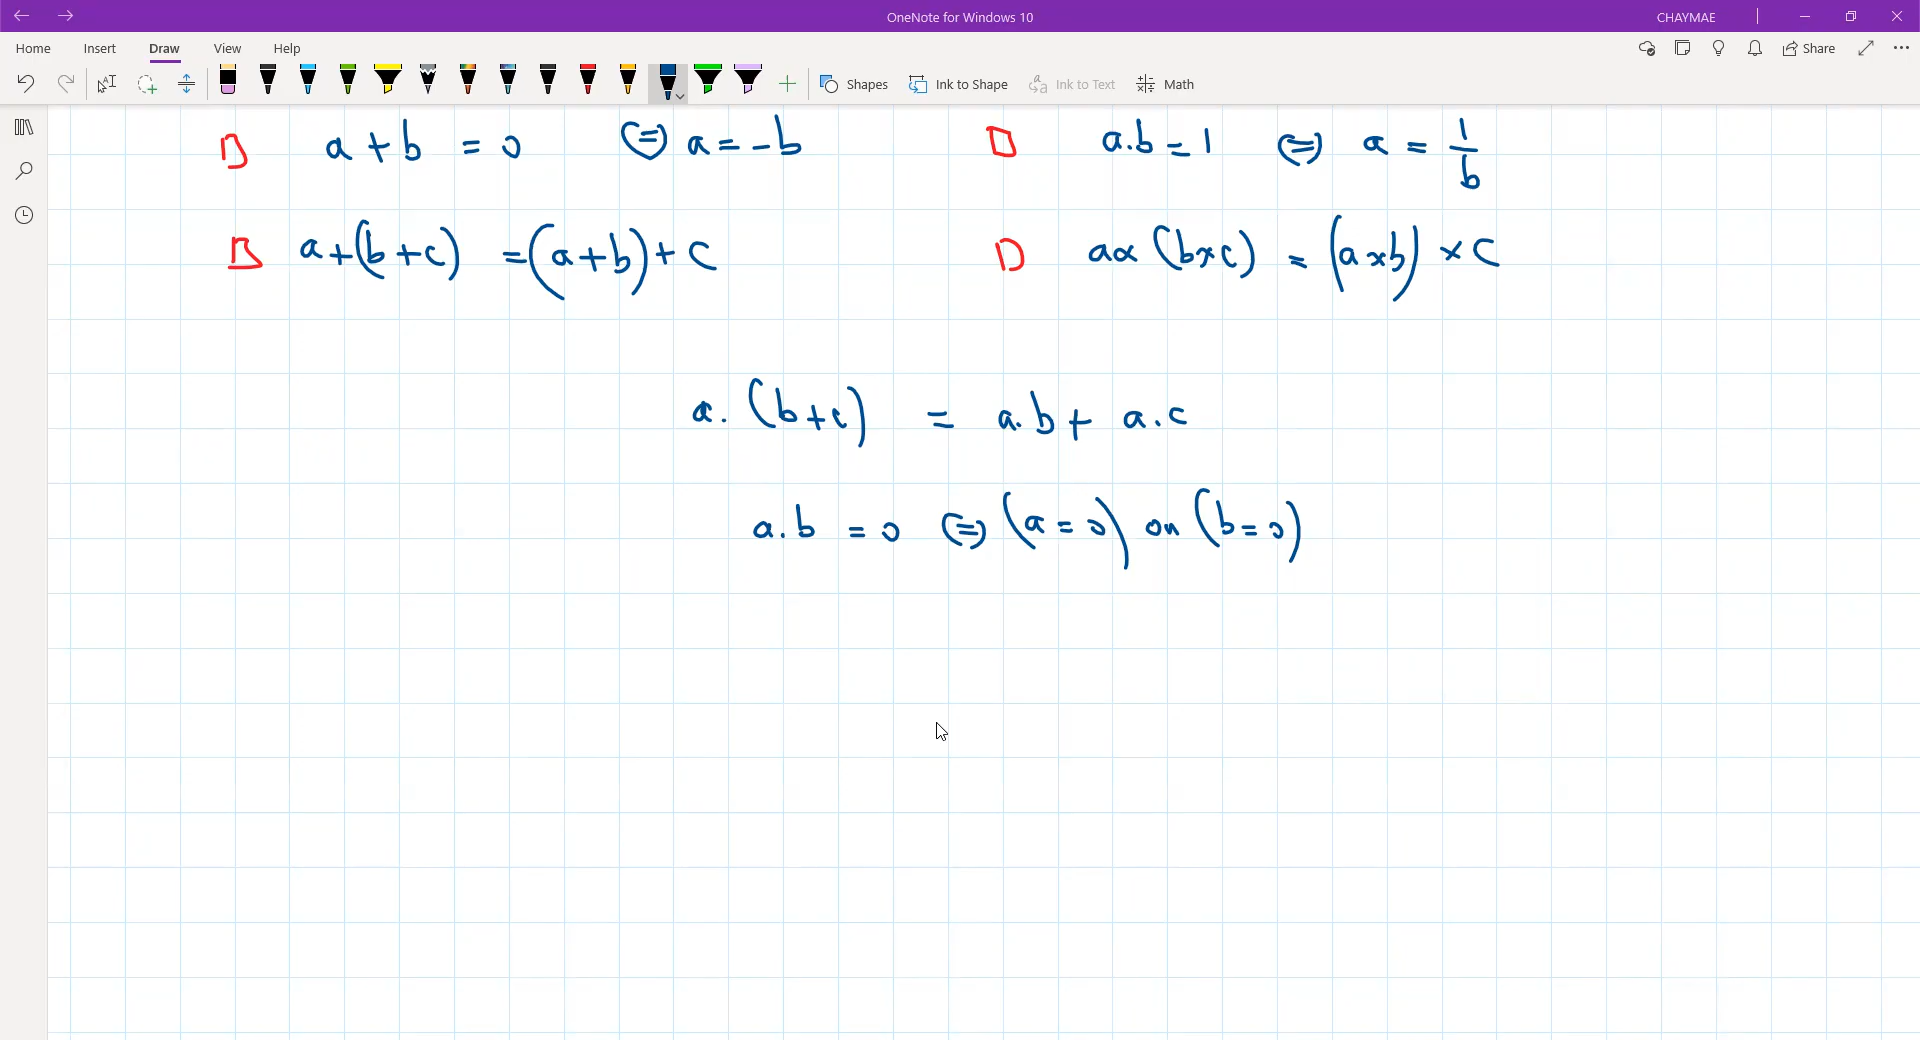 OneNote for Windows 10
CHAYMAE
Home Insert Draw View Help
Share
Shapes Ink to Shape Ink to Text Math
a + b = 0 ⇔ a = -b
a.b = 1 ⇔ a = 1/b
a+(b+c) = (a+b)+c
a×(b×c) = (a×b)×c
a.(b+c) = a.b+ a.c
a.b = 0 ⇔ (a=0) ou (b=0)